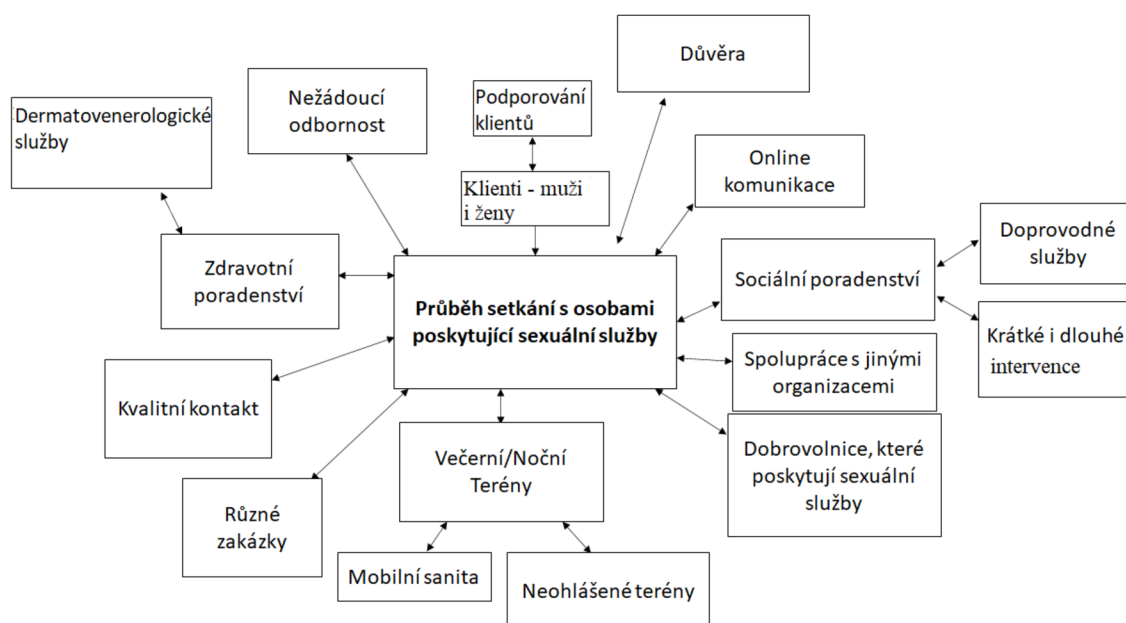 Důvěra
Nežádoucí
odbornost
Podporování
klientů
Dermatovenerologické
služby
Online
komunikace
Klienti - muži
i ženy
Doprovodné
služby
Zdravotní
poradenství
Sociální poradenství
Průběh setkání s osobami
poskytující sexuální služby
Krátké i dlouhé
intervence
Spolupráce s jinými
organizacemi
Kvalitní kontakt
Večerní/Noční
Terény
Dobrovolnice, které
poskytují sexuální
služby
Různé
zakázky
Mobilní sanita
Neohlášené terény